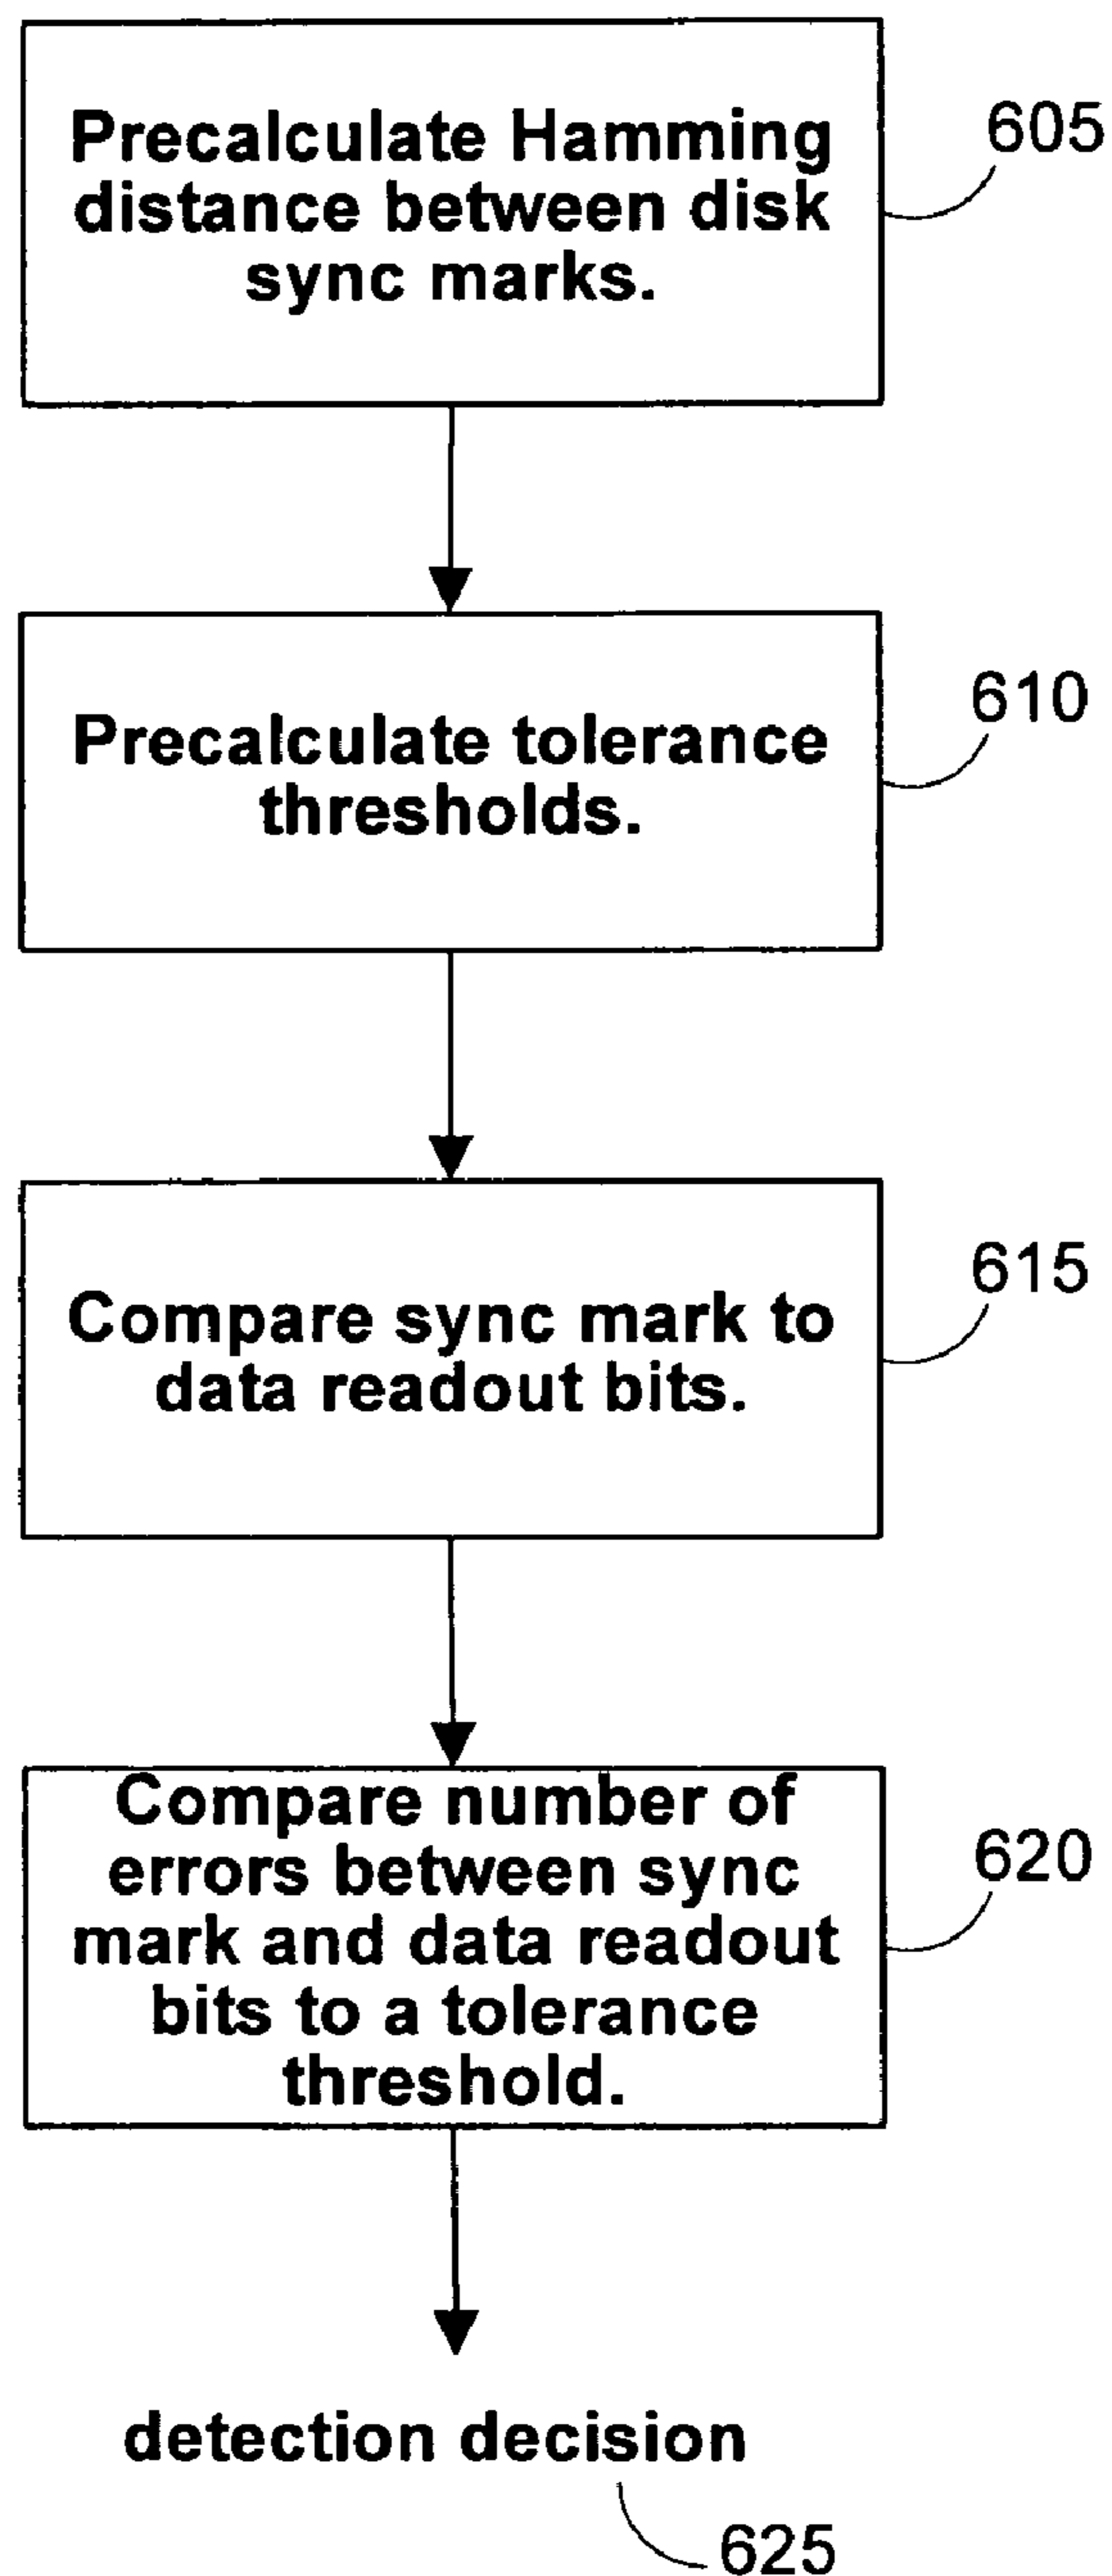 Precalculate Hamming
distance between disk
sync marks.
605
Precalculate tolerance
thresholds.
610
Compare sync mark to
data readout bits.
615
Compare number of
errors between sync
mark and data readout
bits to a tolerance
threshold.
620
detection decision
625